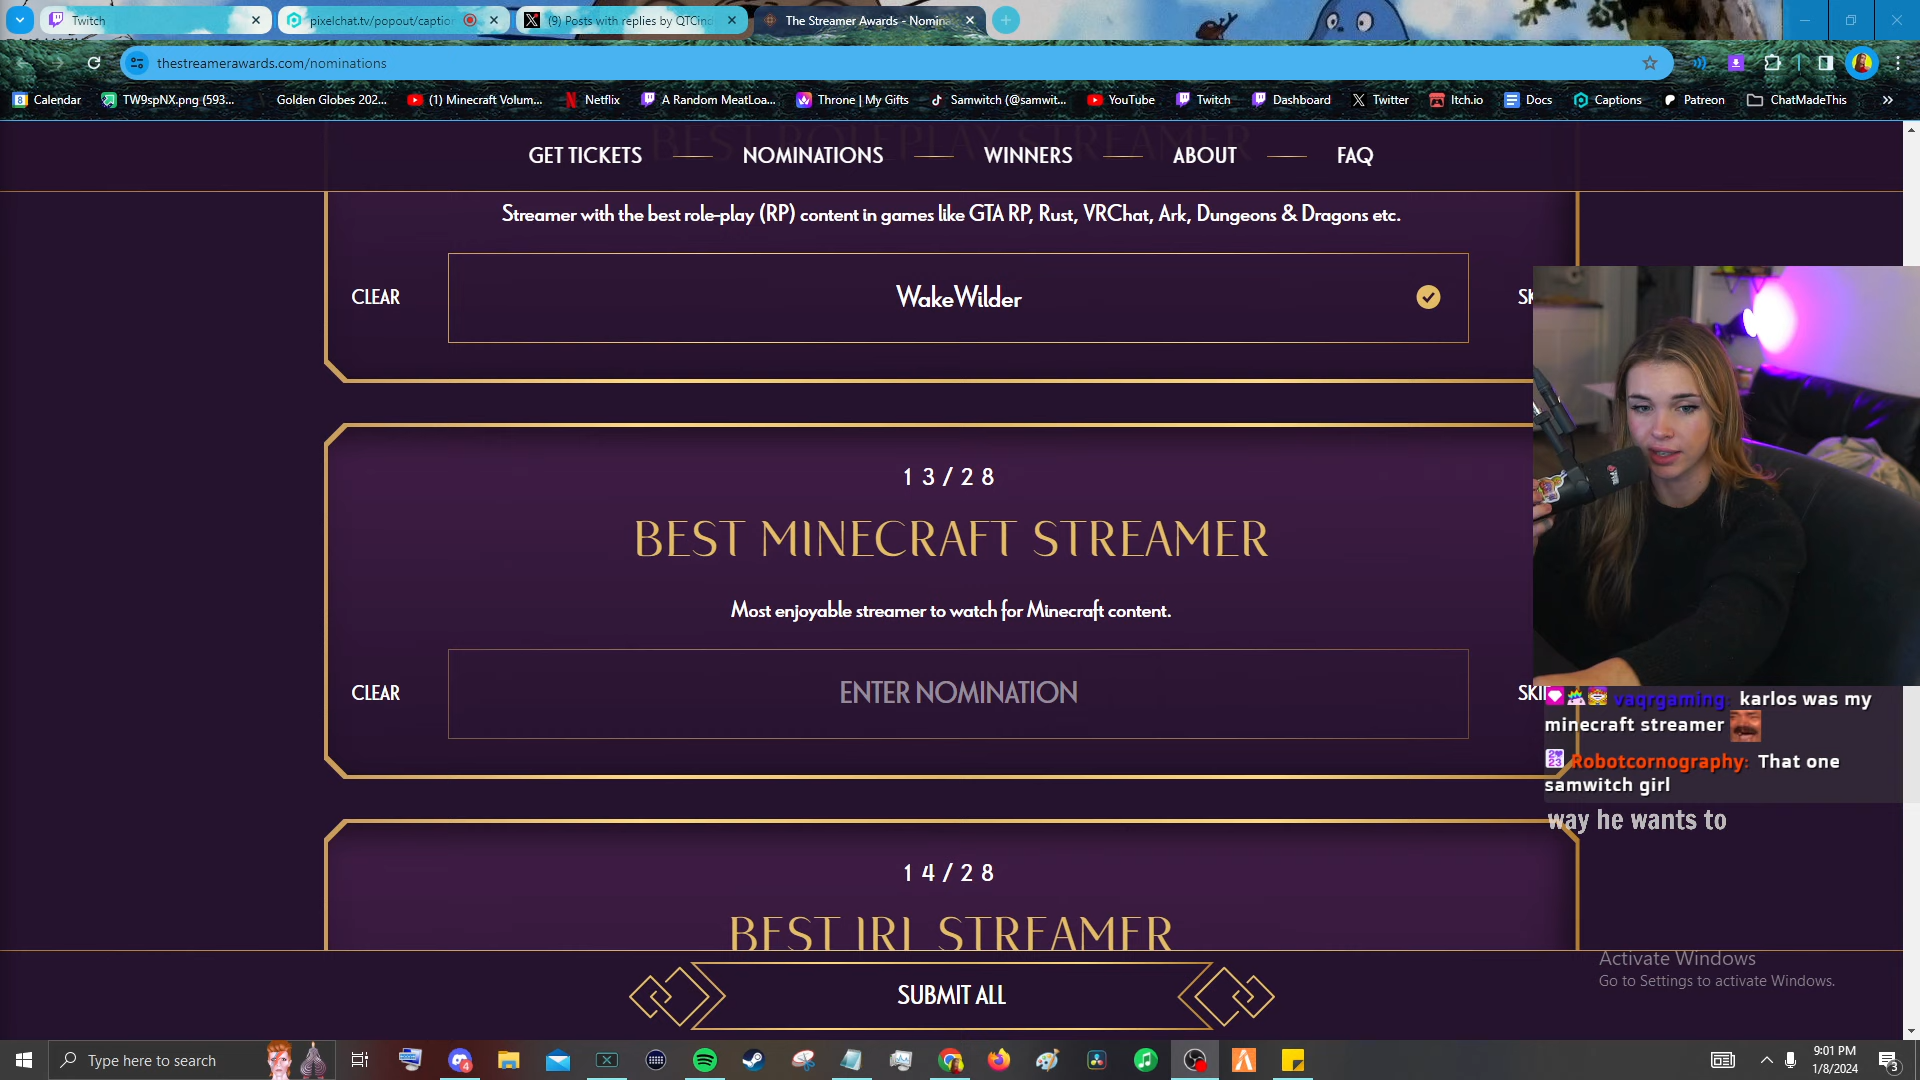 Twitch
pixelchat.tv/popout/captio
(9) Posts with replies by QTCind
The Streamer Awards - Nomina
thestreamerawards.com/nominations
Calendar
TW9spNX.png (593...
Golden Globes 202...
(1) Minecraft Volum...
Netflix
A Random MeatLoa...
Throne | My Gifts
Samwitch (@samwit...
YouTube
Twitch
Dashboard
Twitter
Itch.io
Docs
Captions
Patreon
ChatMadeThis
BEST ROLEPLAY STREAMER
GET TICKETS
NOMINATIONS
WINNERS
ABOUT
FAQ
Streamer with the best role-play (RP) content in games like GTA RP, Rust, VRChat, Ark, Dungeons & Dragons etc.
CLEAR
WakeWilder
SK
13/28
BEST MINECRAFT STREAMER
Most enjoyable streamer to watch for Minecraft content.
CLEAR
ENTER NOMINATION
SKI
vaqrgaming: karlos was my
minecraft streamer
Robotcornography: That one
samwitch girl
way he wants to
14/28
BEST IRL STREAMER
SUBMIT ALL
Activate Windows
Go to Settings to activate Windows.
Type here to search
9:01 PM
1/8/2024